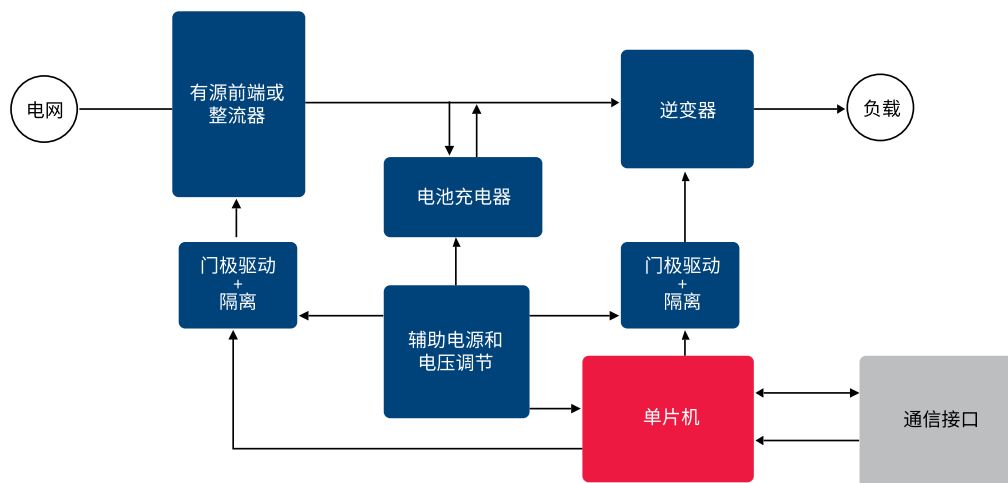 电网
有源前端或
整流器
逆变器
负载
电池充电器
门极驱动
+
隔离
辅助电源和
电压调节
门极驱动
+
隔离
单片机
通信接口